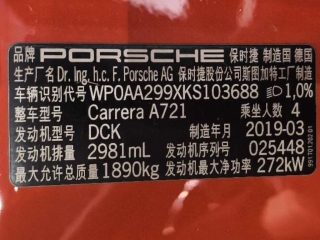 品牌 PORSCHE 保时捷 制造国 德国
生产厂名 Dr. Ing. h.c. F. Porsche AG 保时捷股份公司斯图加特工厂制造
车辆识别代号 WP0AA299XKS103688 1,0%
整车型号 Carrera A721 乘坐人数 4
发动机型号 DCK 制造年月 2019-03
发动机排量 2981mL 序号 025448
最大允许总质量 1890kg 发动机最大净功率 272kW
991701202 01